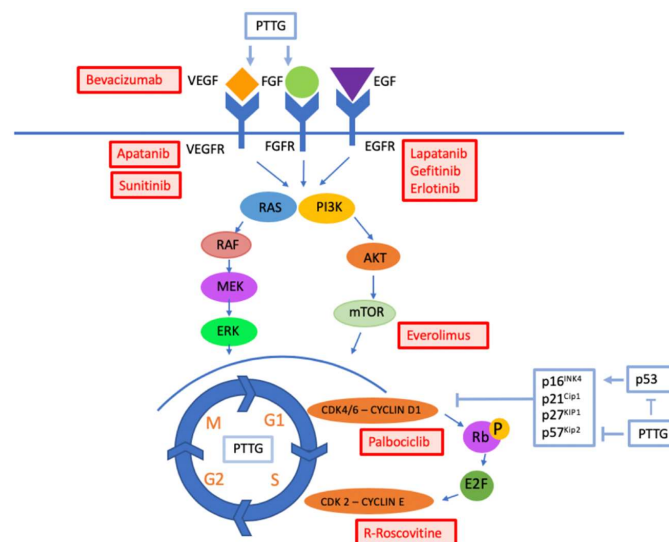 PTTG
Bevacizumab VEGF FGF EGF
Apatanib VEGFR FGFR EGFR
Sunitinib
Lapatanib
Gefitinib
Erlotinib
RAS PI3K
RAF
AKT
MEK
mTOR
ERK
Everolimus
p16INK4
p21Cip1
p27KIP1
p57Kip2
p53
PTTG
CDK4/6 – CYCLIN D1
M G1
PTTG
G2 S
Palbociclib
Rb P
E2F
CDK 2 – CYCLIN E
R-Roscovitine